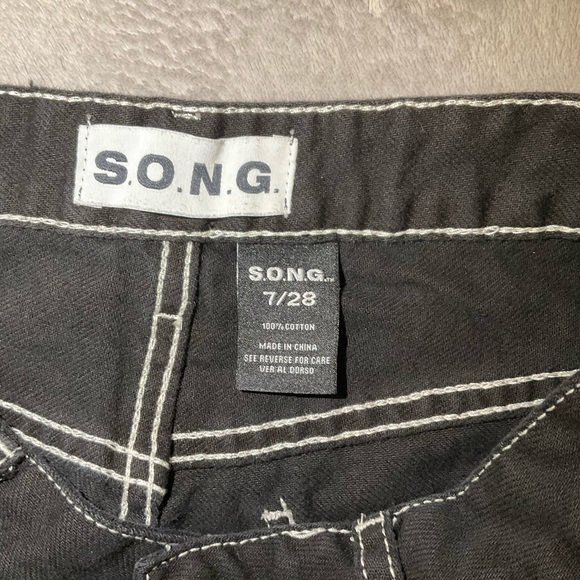 S.O.N.G.
S.O.N.G.
7/28
100% COTTON
MADE IN CHINA
SEE REVERSE FOR CARE
VER AL DORSO